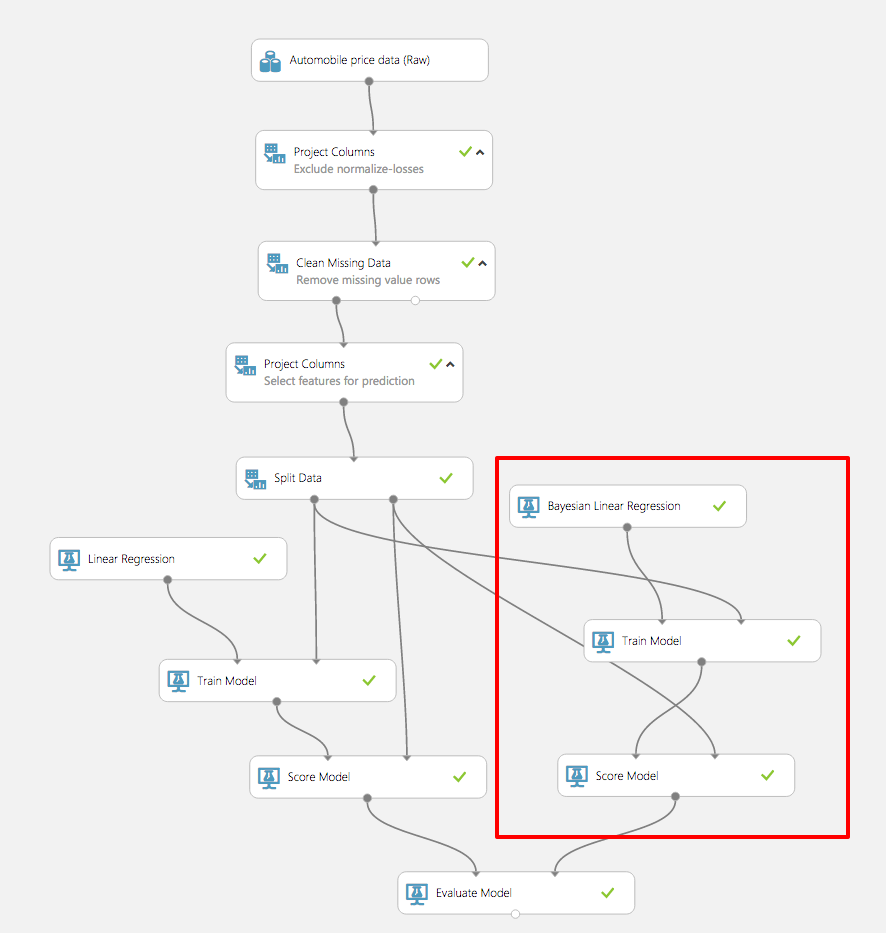 Automobile price data (Raw)
Project Columns
Exclude normalize-losses
Clean Missing Data
Remove missing value rows
Project Columns
Select features for prediction
Split Data
Bayesian Linear Regression
Linear Regression
Train Model
Train Model
Score Model
Score Model
Evaluate Model